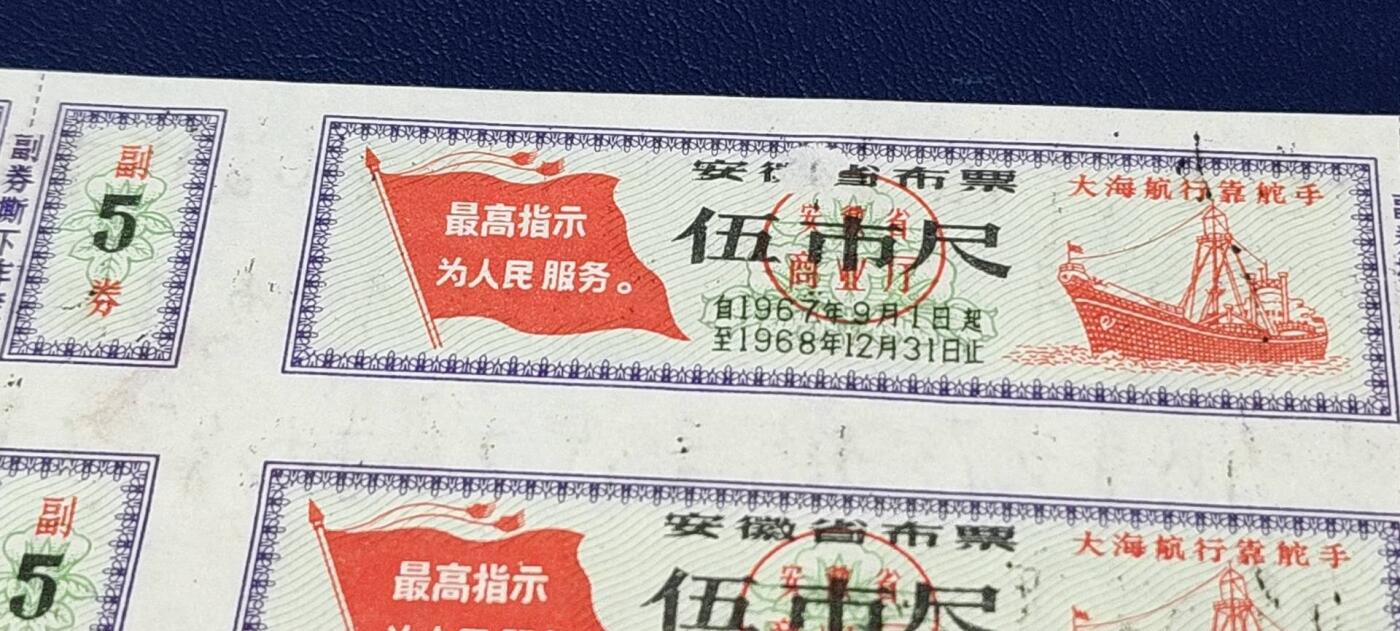 副
5
券
副券撕下
最高指示
为人民服务。
安 省布票
伍市尺
安徽省
商业厅
自1967年9月1日起
至1968年12月31日止
大海航行靠舵手
副
5
最高指示
安徽省布票
伍市尺
安 省
大海航行靠舵手